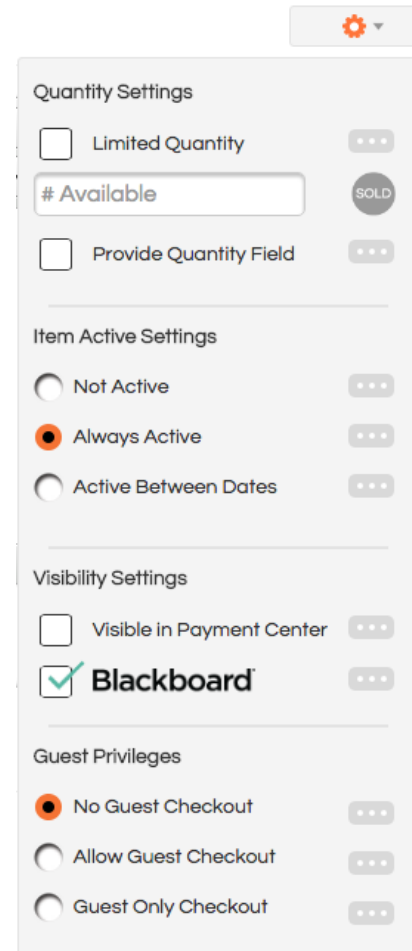 Quantity Settings
Limited Quantity
# Available
SOLD
Provide Quantity Field
Item Active Settings
Not Active
Always Active
Active Between Dates
Visibility Settings
Visible in Payment Center
Blackboard
Guest Privileges
No Guest Checkout
Allow Guest Checkout
Guest Only Checkout